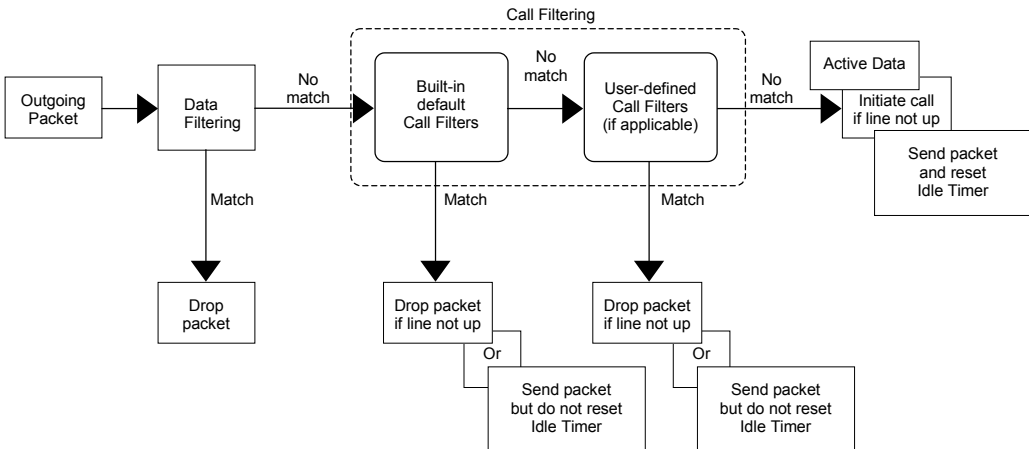 Call Filtering
Outgoing
Packet
Data
Filtering
No
match
Built-in
default
Call Filters
No
match
User-defined
Call Filters
(if applicable)
No
match
Active Data
Initiate call
if line not up
Send packet
and reset
Idle Timer
Match
Match
Match
Drop
packet
Drop packet
if line not up
Or
Send packet
but do not reset
Idle Timer
Drop packet
if line not up
Or
Send packet
but do not reset
Idle Timer